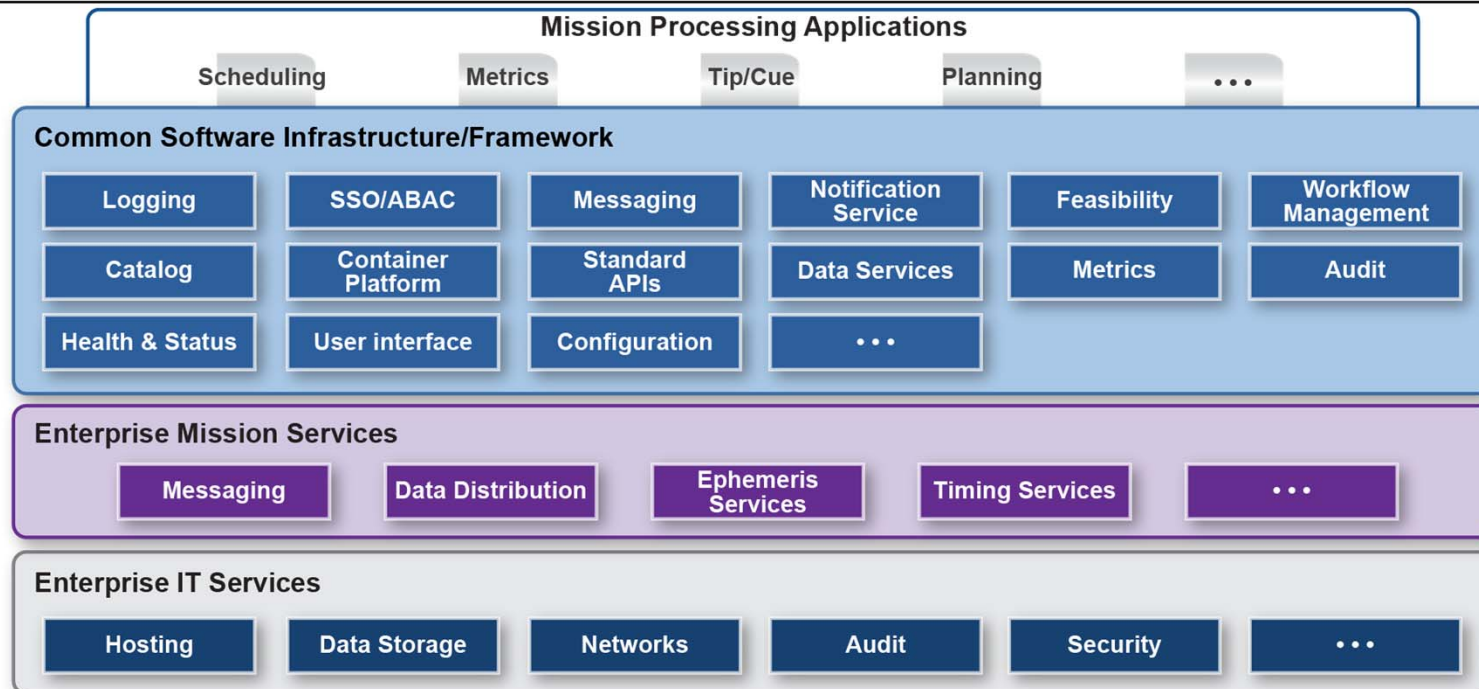 Mission Processing Applications
Scheduling Metrics Tip/Cue Planning •••
Common Software Infrastructure/Framework
Logging SSO/ABAC Messaging Notification Service Feasibility Workflow Management
Catalog Container Platform Standard APIs Data Services Metrics Audit
Health & Status User interface Configuration •••
Enterprise Mission Services
Messaging Data Distribution Ephemeris Services Timing Services •••
Enterprise IT Services
Hosting Data Storage Networks Audit Security •••